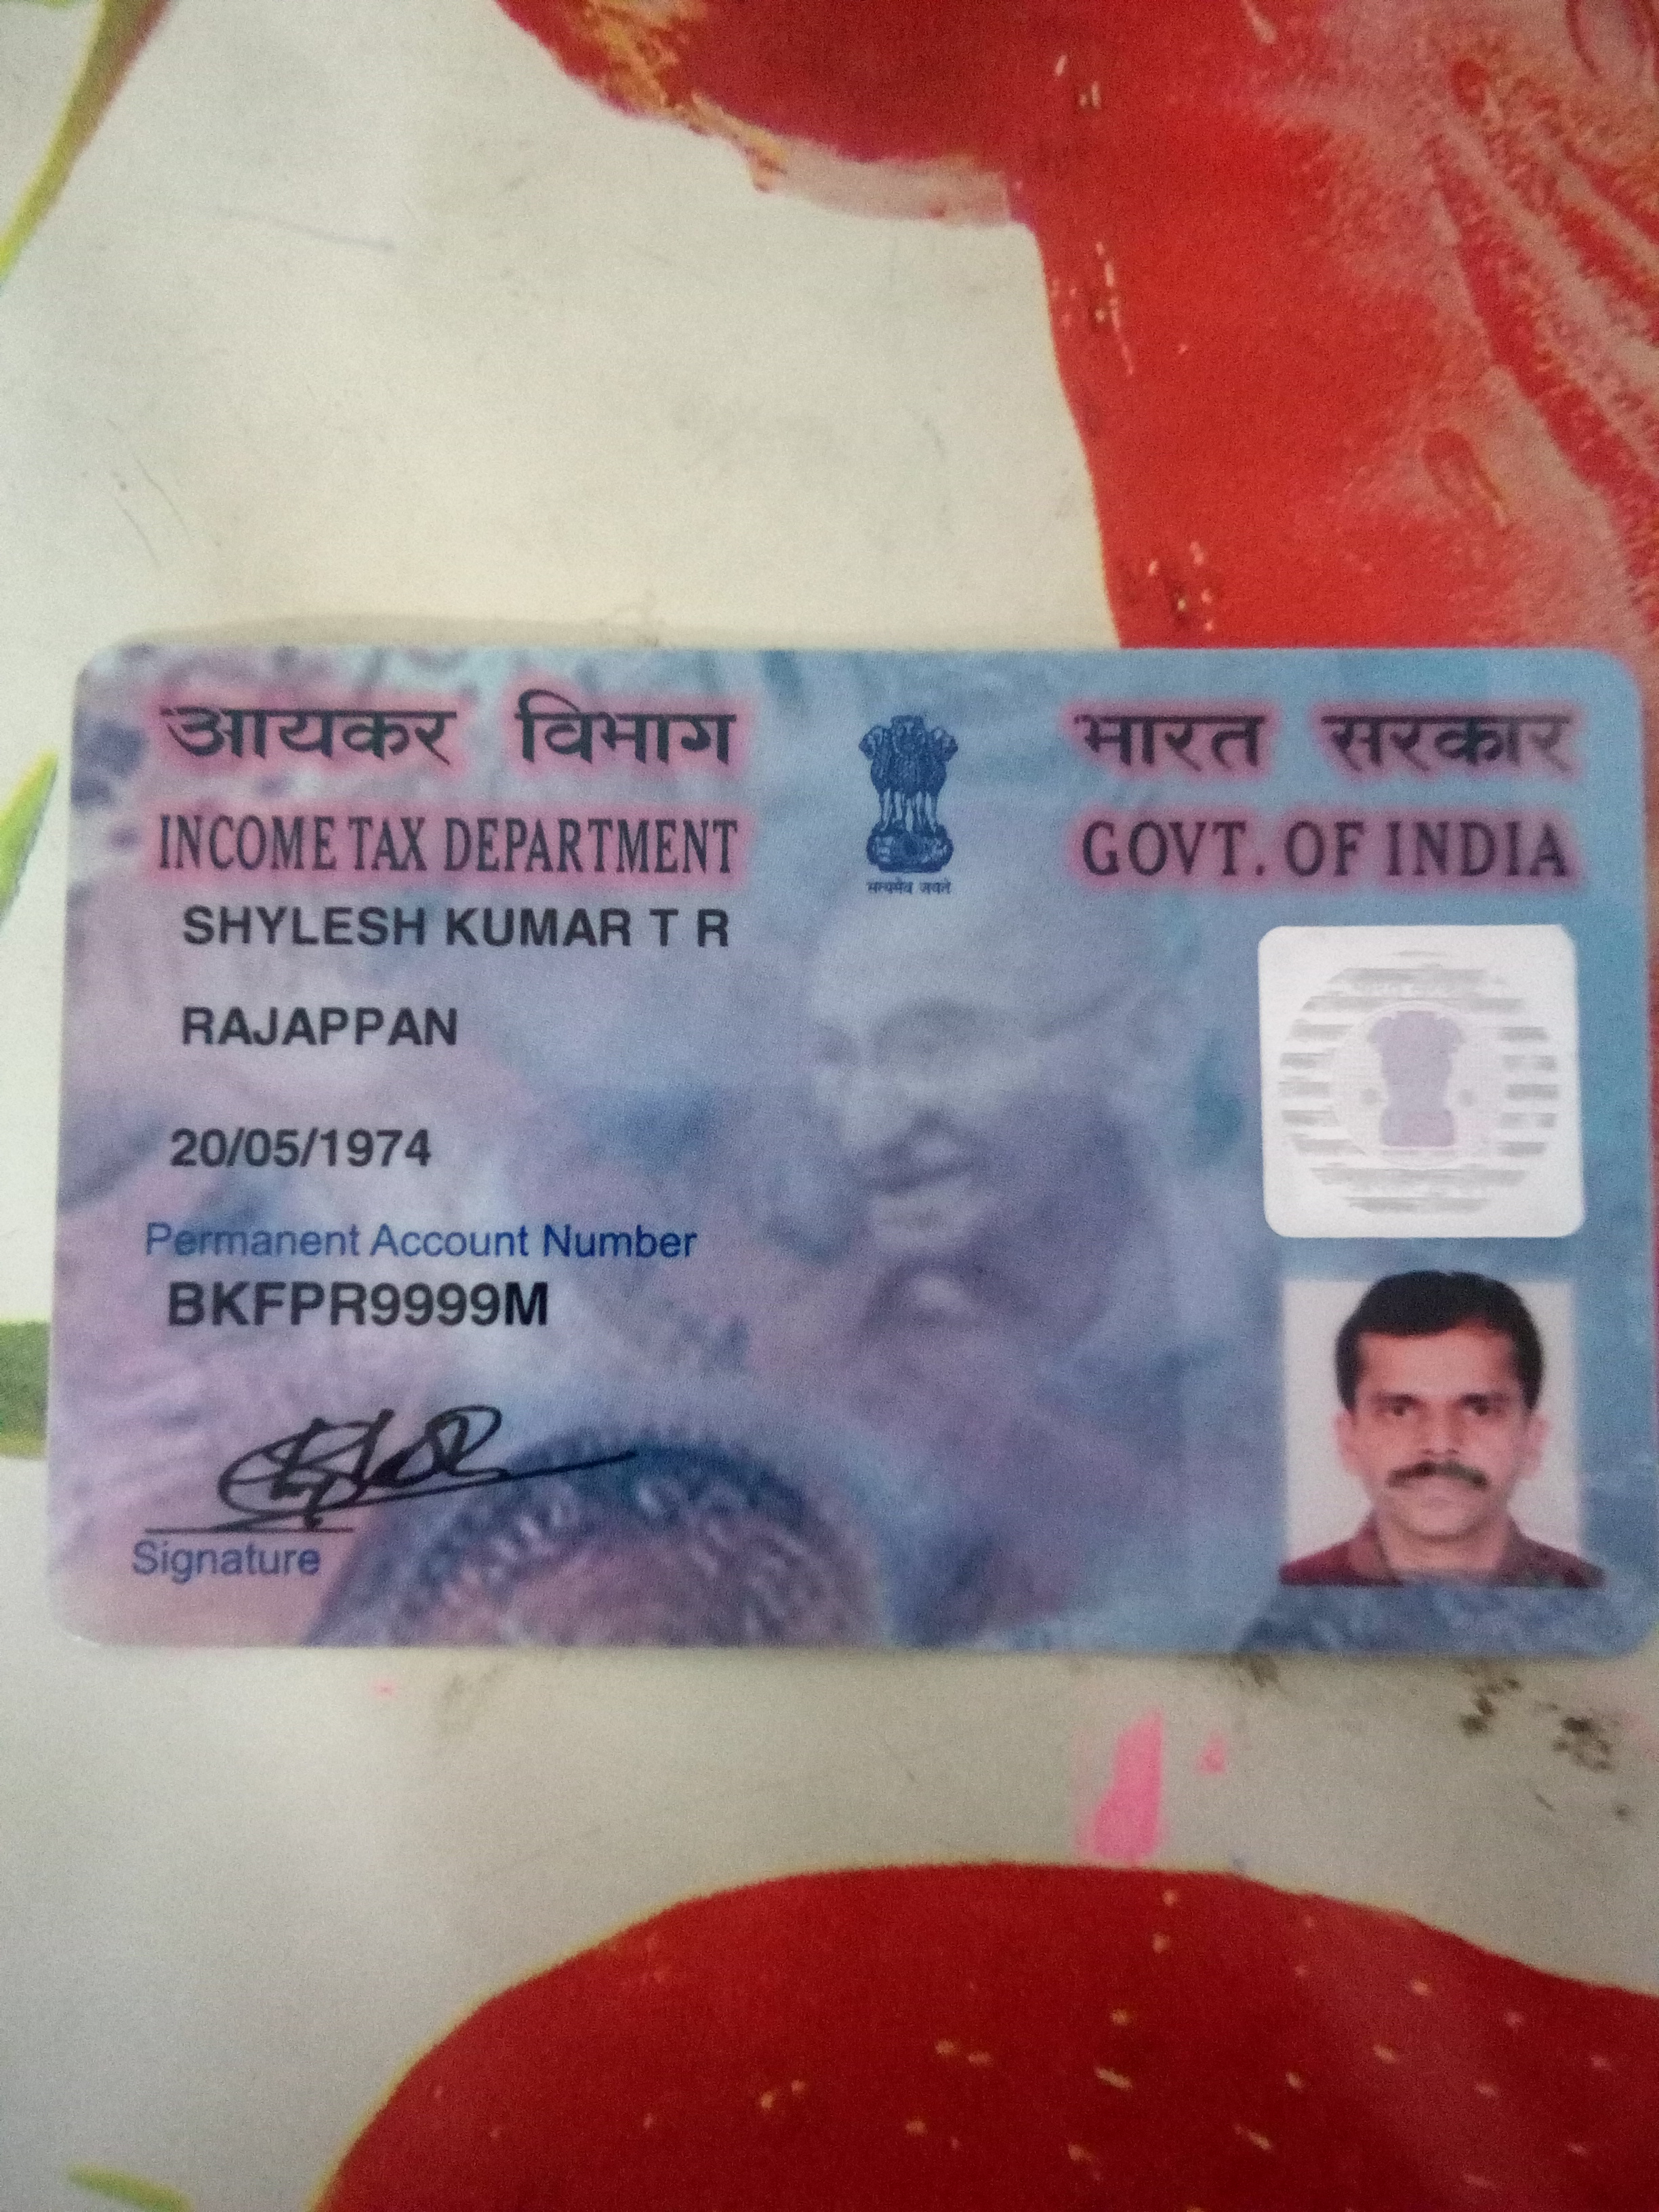 आयकर विभाग
INCOME TAX DEPARTMENT
भारत सरकार
GOVT. OF INDIA
सत्यमेव जयते
SHYLESH KUMAR T R
RAJAPPAN
20/05/1974
Permanent Account Number
BKFPR9999M
Signature